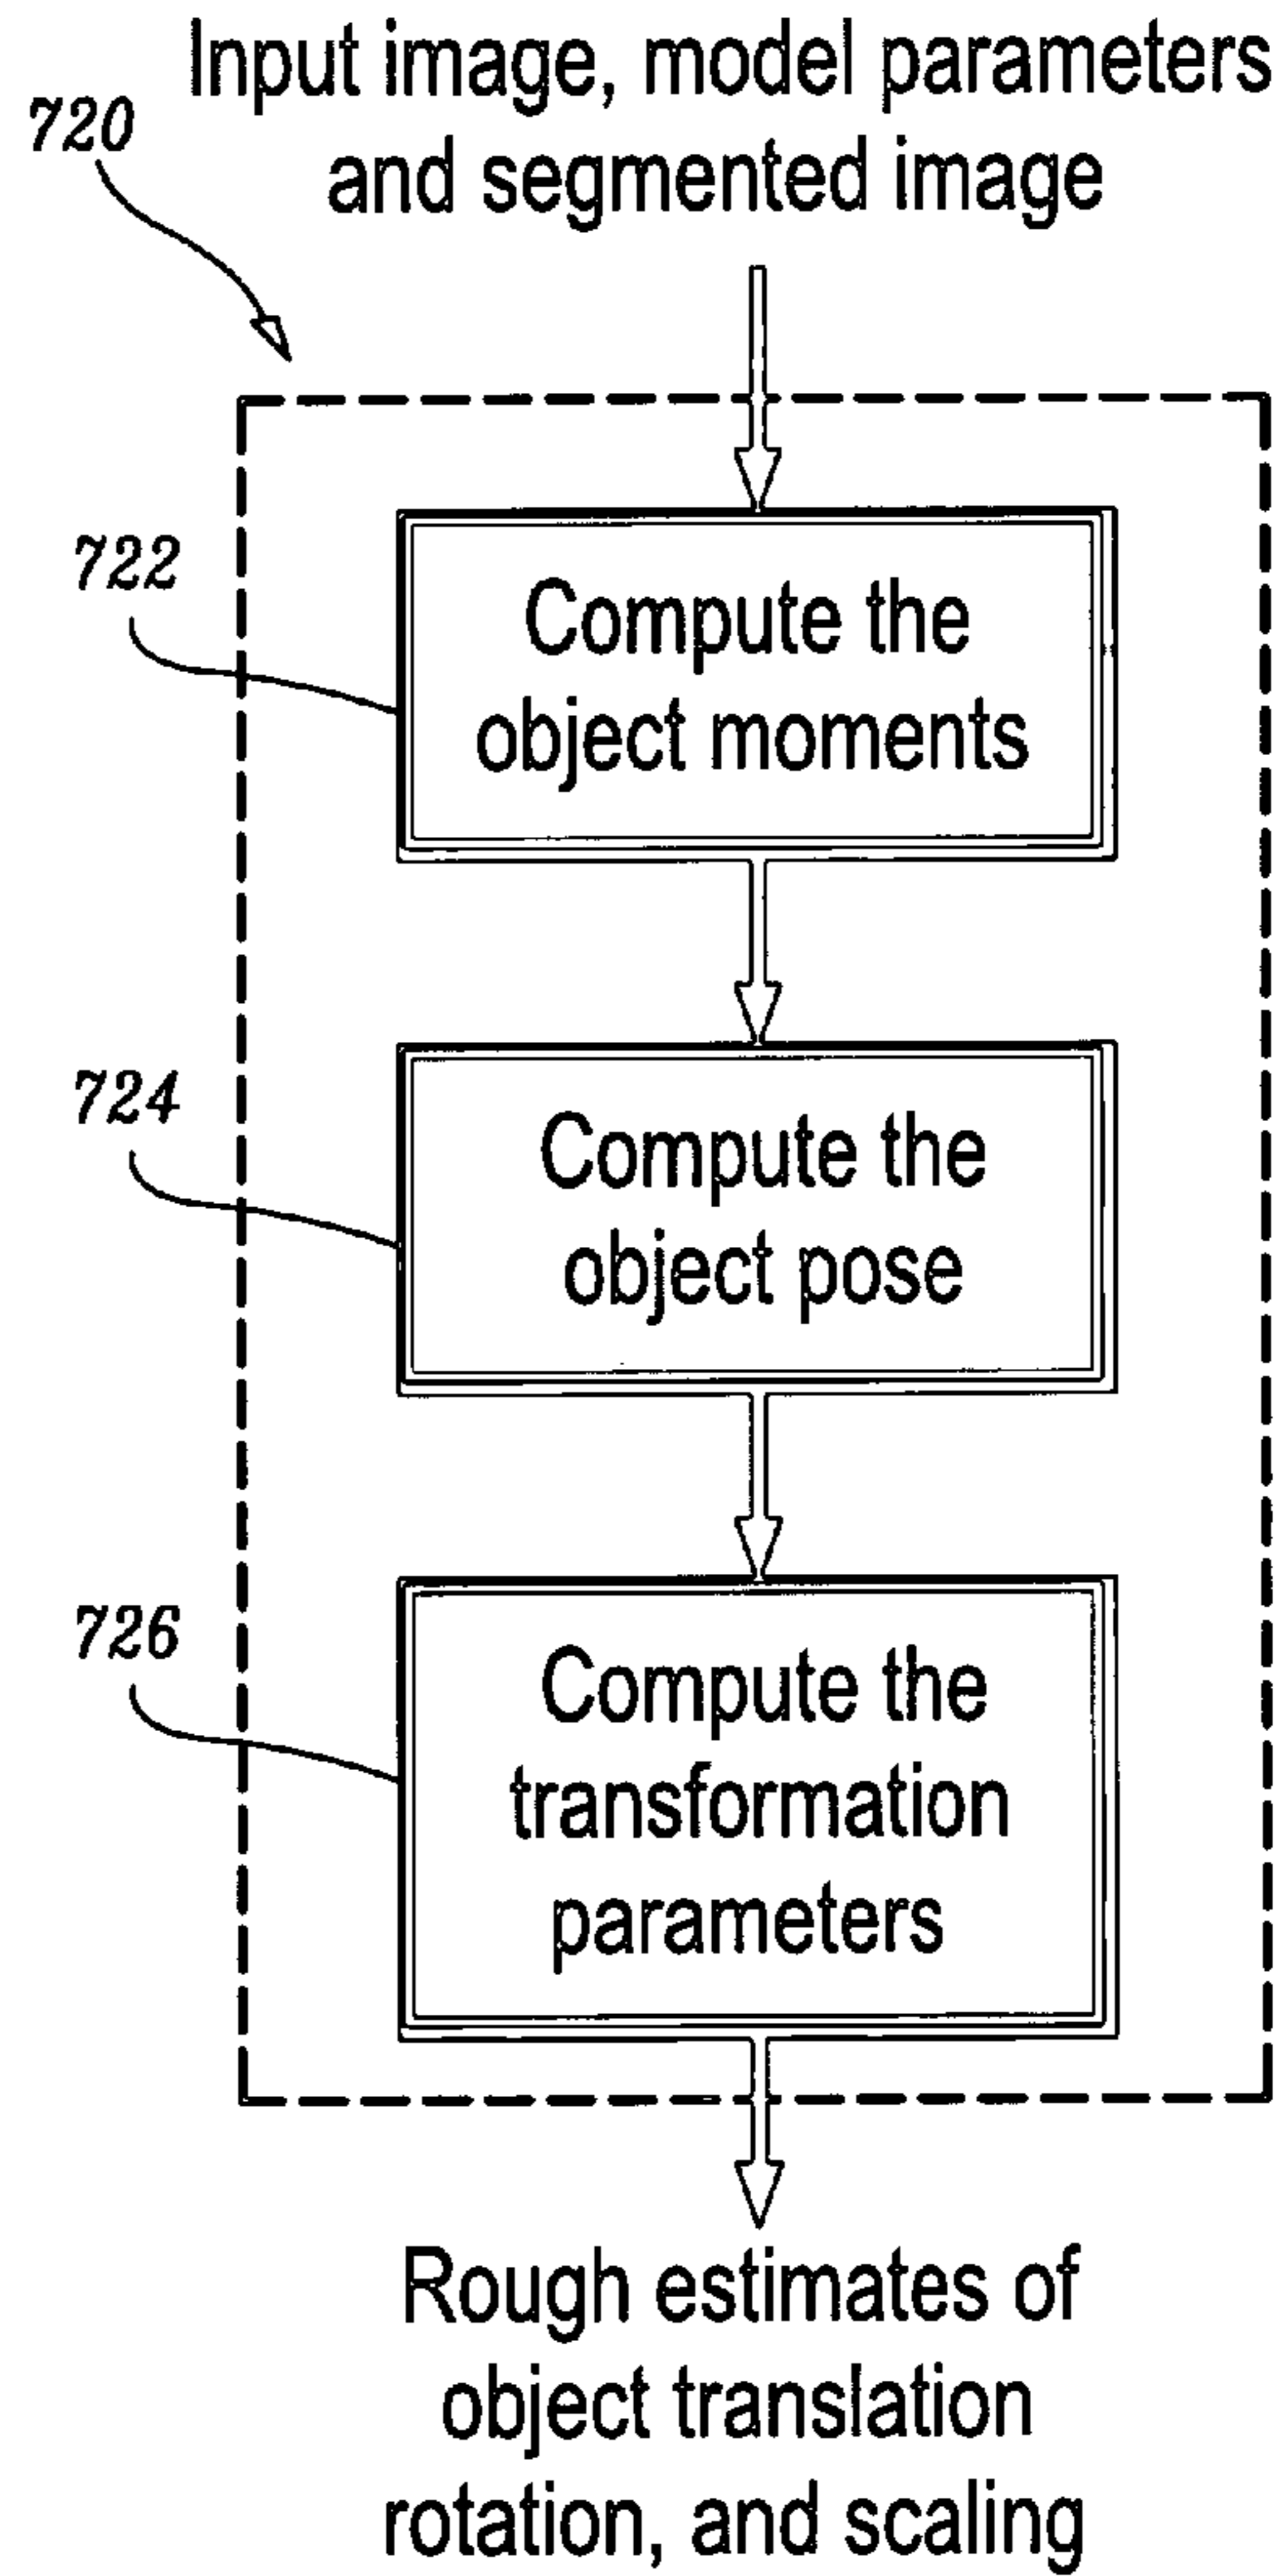 Input image, model parameters
and segmented image
720
722
Compute the
object moments
724
Compute the
object pose
726
Compute the
transformation
parameters
Rough estimates of
object translation
rotation, and scaling